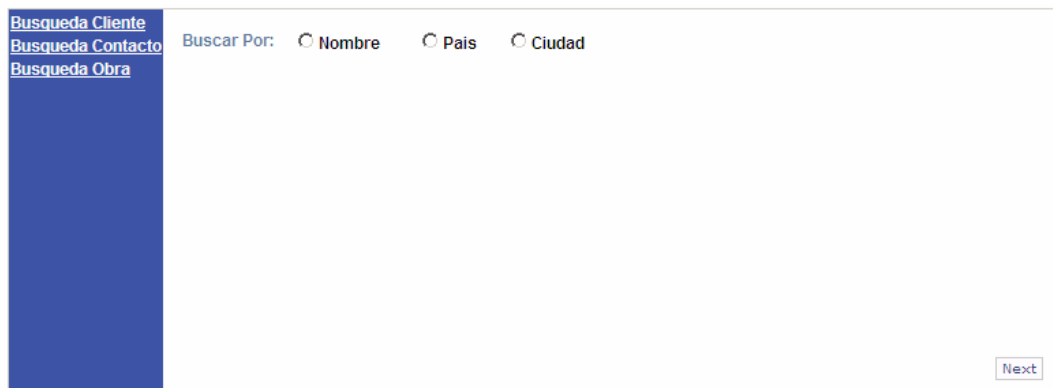 Busqueda Cliente
Busqueda Contacto
Busqueda Obra
Buscar Por: Nombre Pais Ciudad
Next